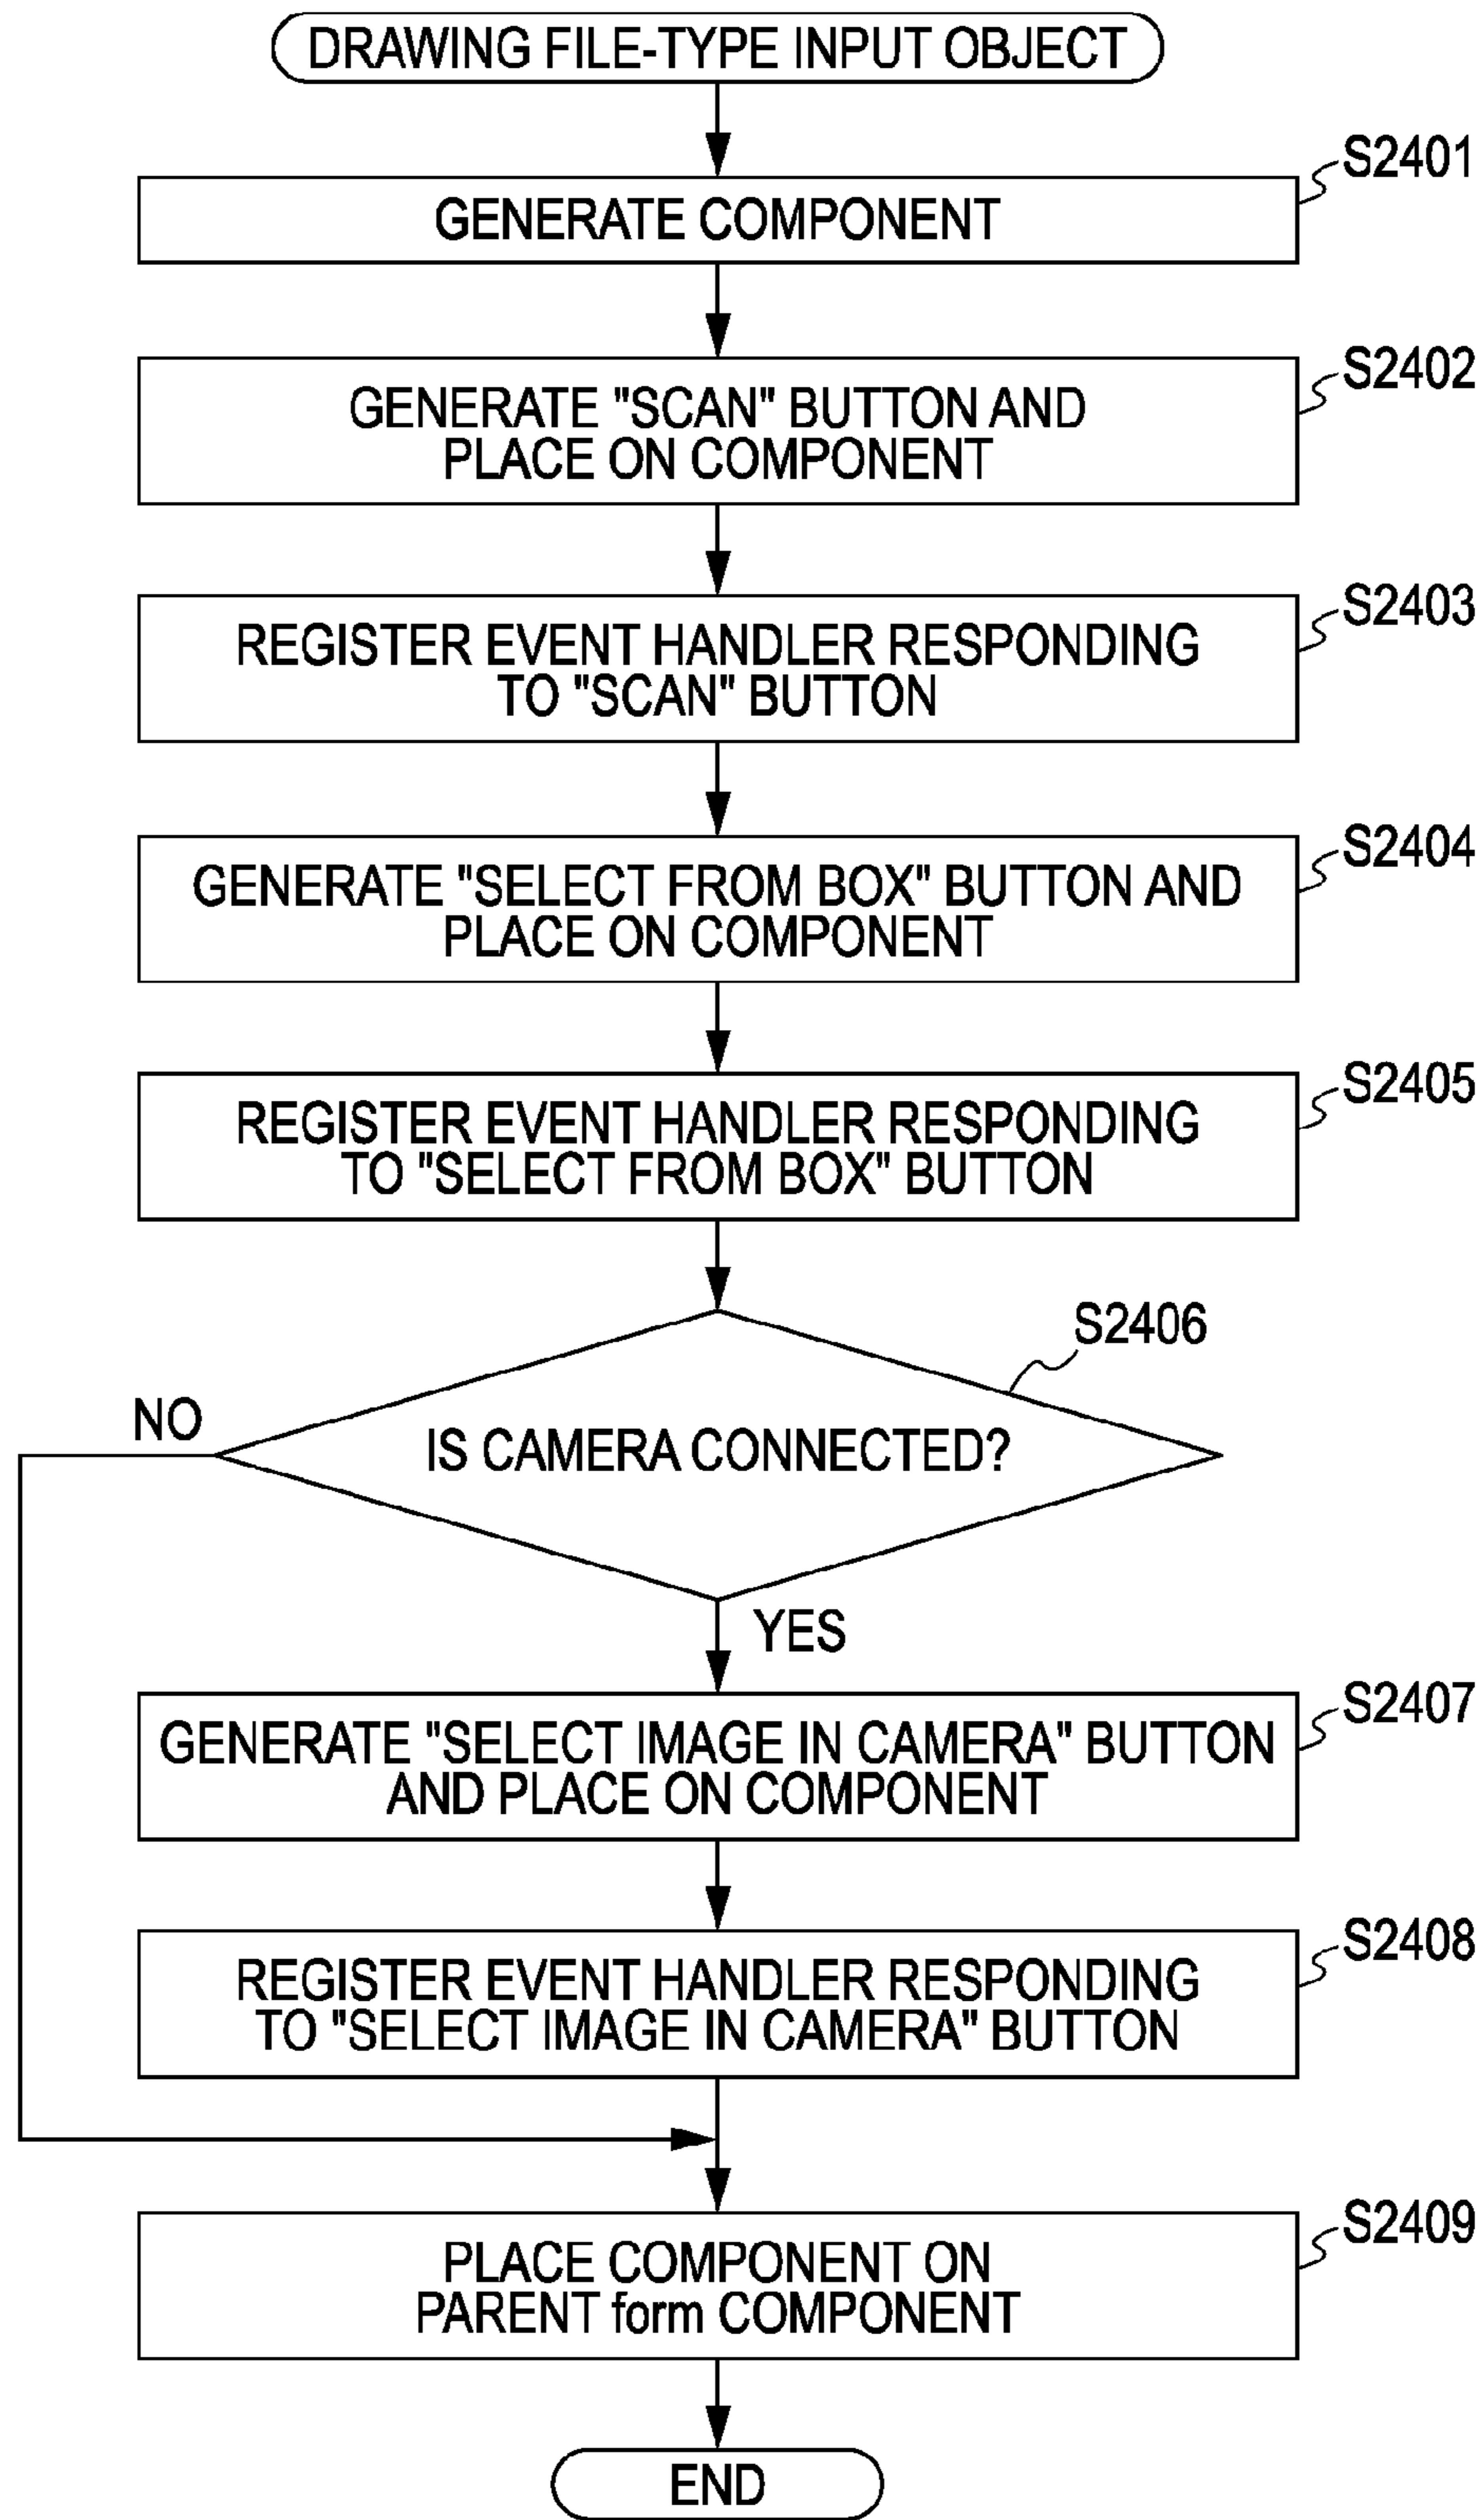 DRAWING FILE-TYPE INPUT OBJECT
S2401
GENERATE COMPONENT
S2402
GENERATE "SCAN" BUTTON AND
PLACE ON COMPONENT
S2403
REGISTER EVENT HANDLER RESPONDING
TO "SCAN" BUTTON
S2404
GENERATE "SELECT FROM BOX" BUTTON AND
PLACE ON COMPONENT
S2405
REGISTER EVENT HANDLER RESPONDING
TO "SELECT FROM BOX" BUTTON
S2406
NO
IS CAMERA CONNECTED?
YES
S2407
GENERATE "SELECT IMAGE IN CAMERA" BUTTON
AND PLACE ON COMPONENT
S2408
REGISTER EVENT HANDLER RESPONDING
TO "SELECT IMAGE IN CAMERA" BUTTON
S2409
PLACE COMPONENT ON
PARENT form COMPONENT
END